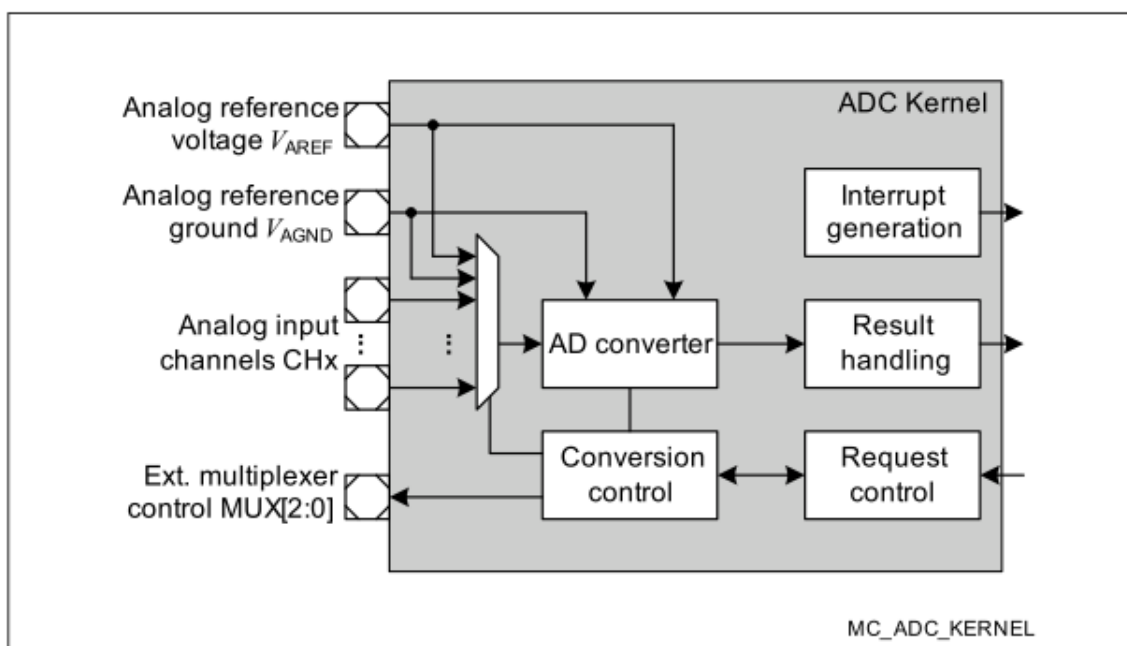 Analog reference
voltage VAREF
Analog reference
ground VAGND
Analog input
channels CHx
Ext. multiplexer
control MUX[2:0]
ADC Kernel
Interrupt
generation
AD converter
Result
handling
Conversion
control
Request
control
MC_ADC_KERNEL